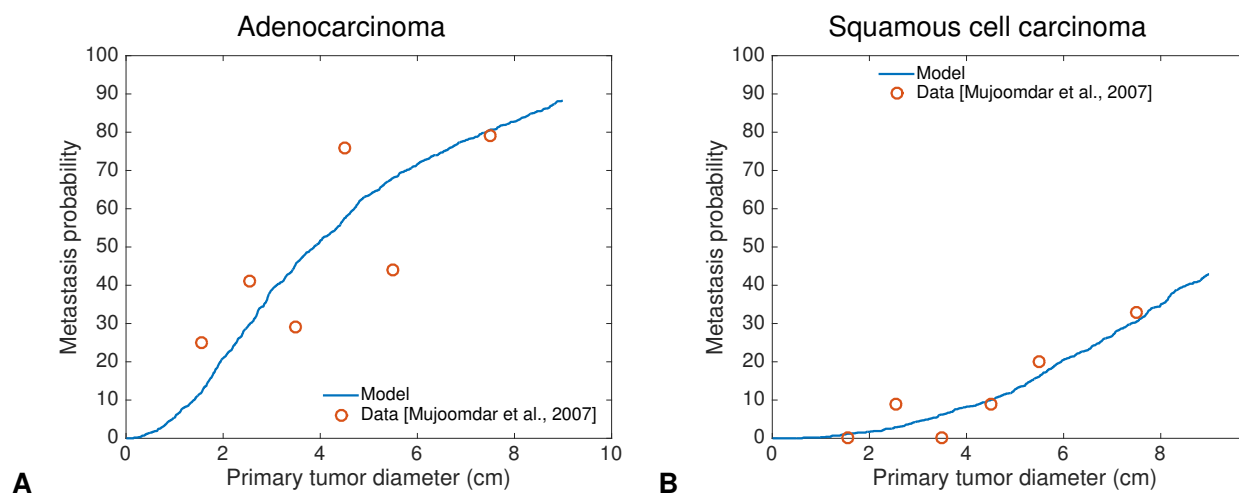 Adenocarcinoma
100
90
80
70
60
50
40
30
20
10
0
Metastasis probability
Model
Data [Mujoomdar et al., 2007]
0 2 4 6 8 10
Primary tumor diameter (cm)
A
Squamous cell carcinoma
100
90
80
70
60
50
40
30
20
10
0
Metastasis probability
Model
Data [Mujoomdar et al., 2007]
0 2 4 6 8
Primary tumor diameter (cm)
B